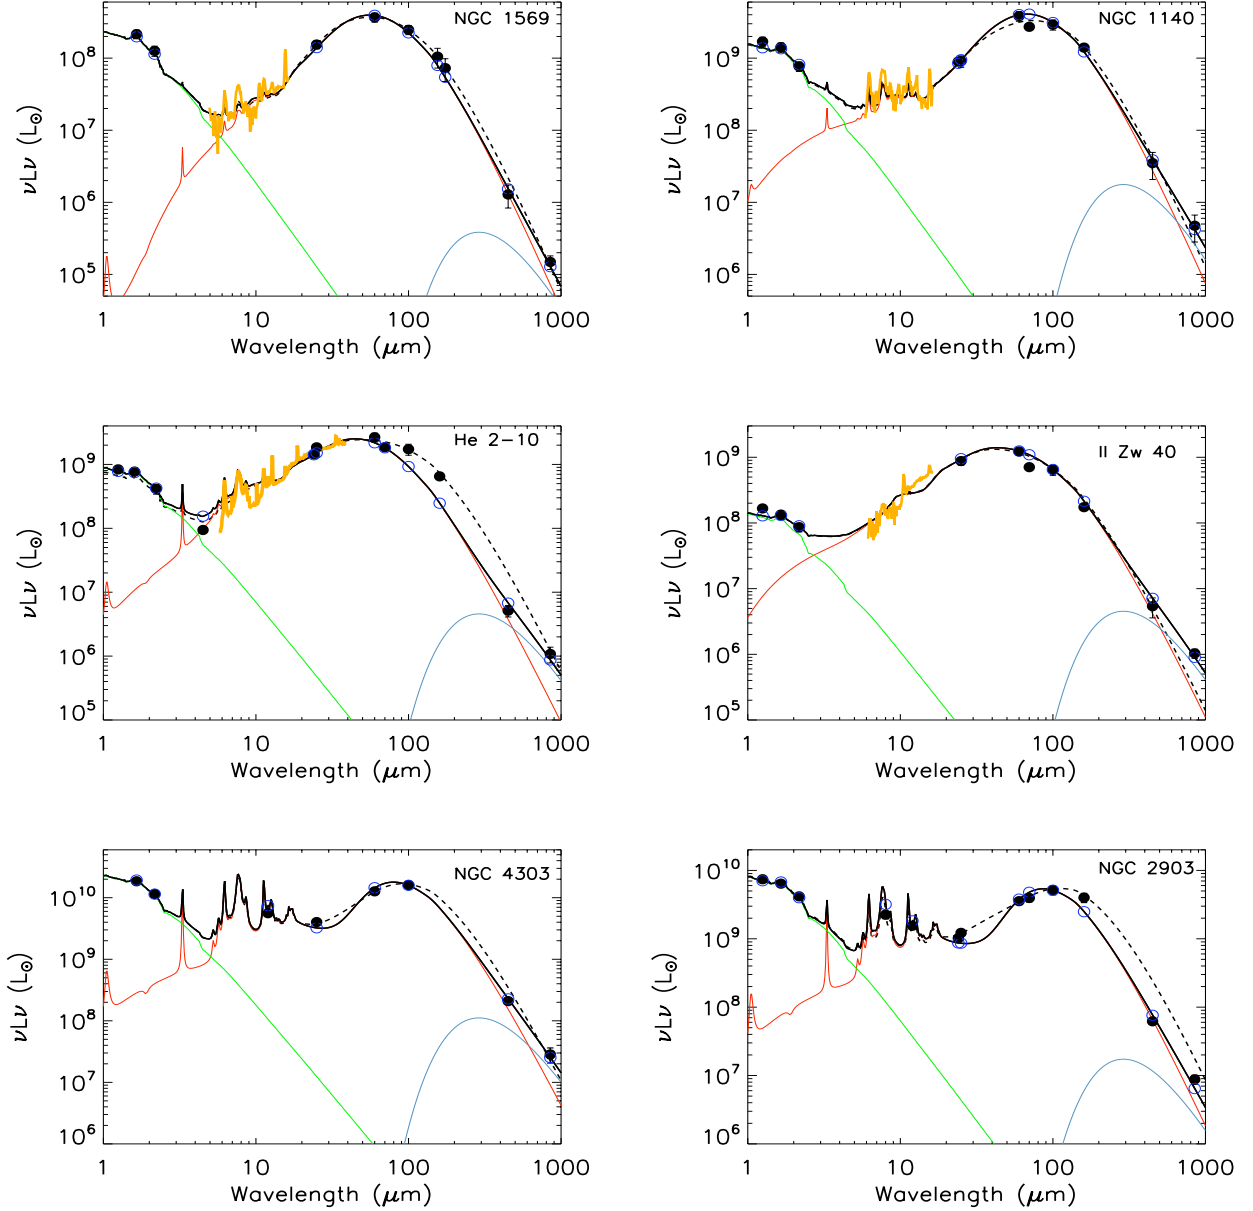 NGC 1569
10⁸
10⁷
10⁶
10⁵
νLν (L⊙)
1 10 100 1000
Wavelength (μm)
NGC 1140
10⁹
10⁸
10⁷
10⁶
νLν (L⊙)
1 10 100 1000
Wavelength (μm)
He 2-10
10⁹
10⁸
10⁷
10⁶
10⁵
νLν (L⊙)
1 10 100 1000
Wavelength (μm)
II Zw 40
10⁹
10⁸
10⁷
10⁶
10⁵
νLν (L⊙)
1 10 100 1000
Wavelength (μm)
NGC 4303
10¹⁰
10⁹
10⁸
10⁷
10⁶
νLν (L⊙)
1 10 100 1000
Wavelength (μm)
NGC 2903
10¹⁰
10⁹
10⁸
10⁷
10⁶
νLν (L⊙)
1 10 100 1000
Wavelength (μm)